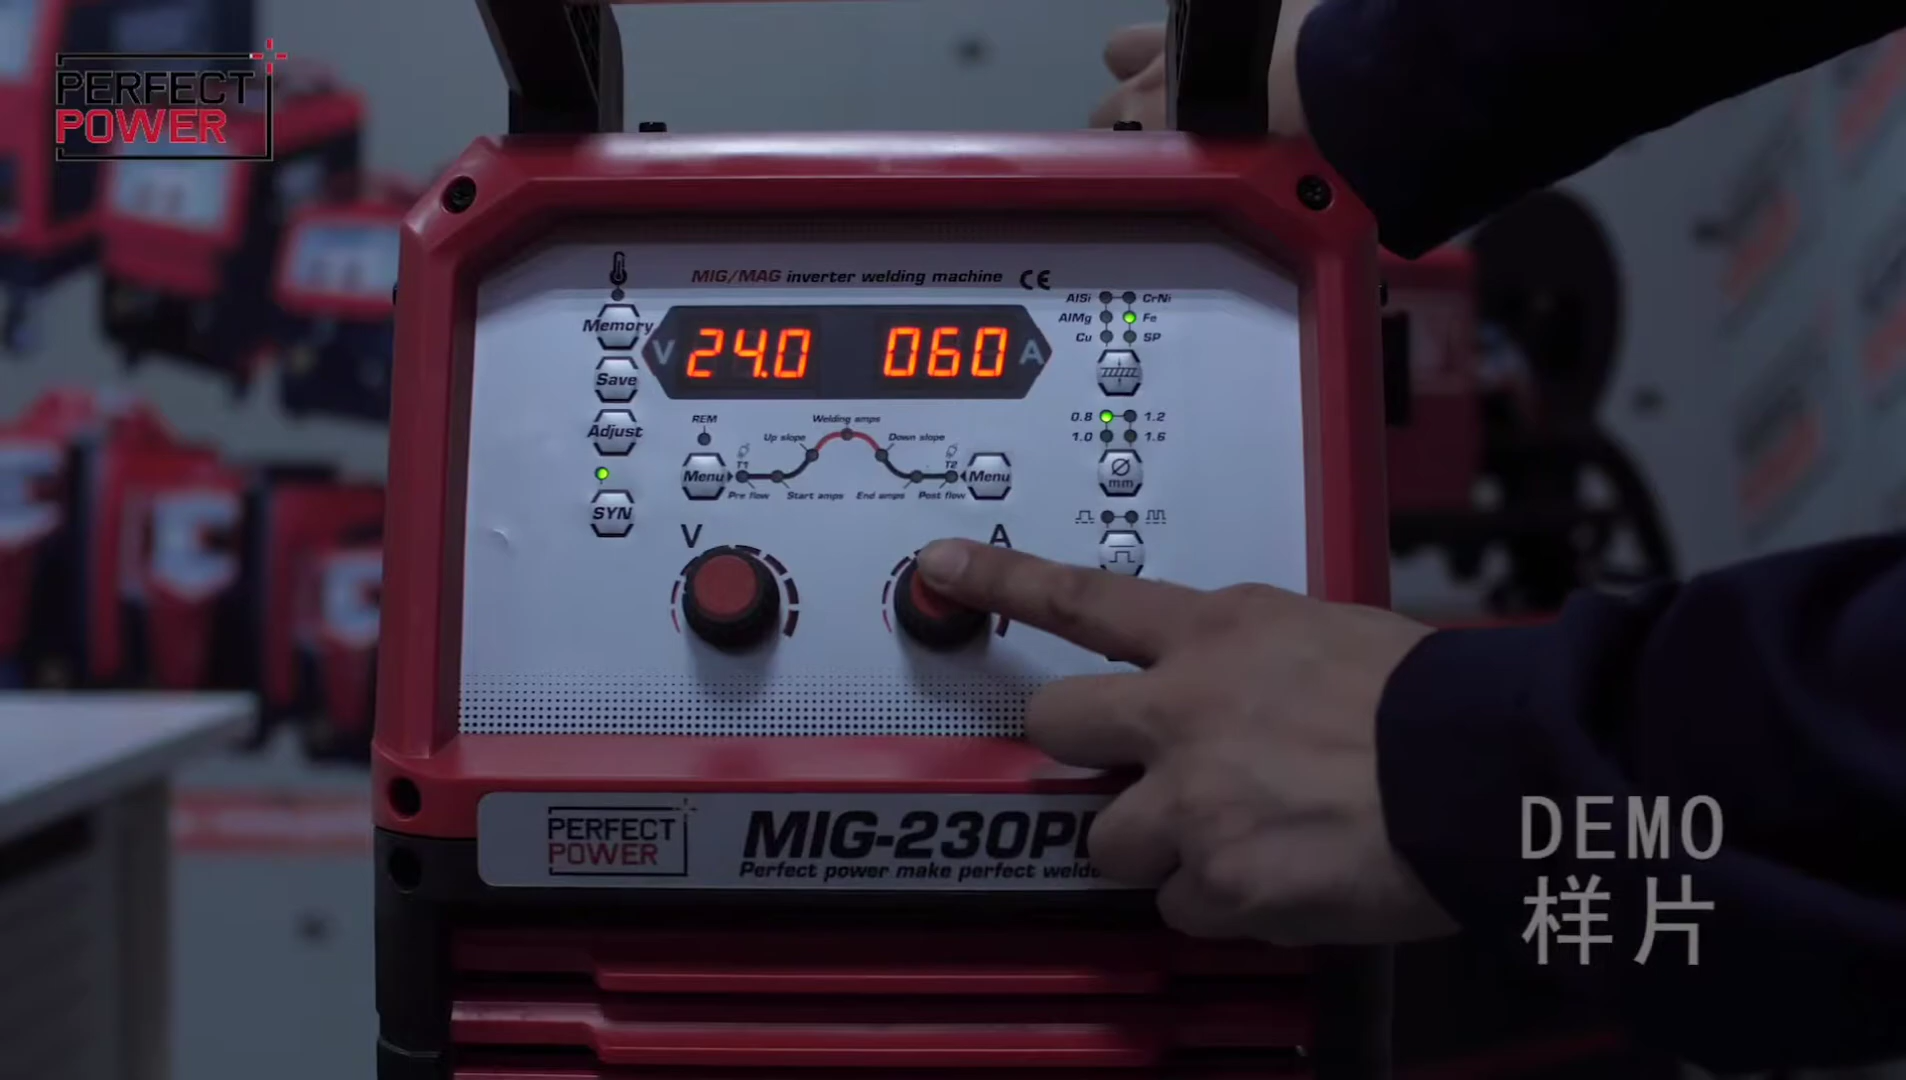 PERFECT
POWER
MIG/MAG inverter welding machine CE
V 24.0 060 A
Memory
Save
Adjust
SYN
AlSi CrNi
AlMg Fe
Cu SP
0.8 1.2
1.0 1.6
Ø
mm
REM
Welding amps
Up slope Down slope
T1 T2
Menu Menu
Pre flow Start amps End amps Post flow
V A
PERFECT
POWER
MIG-230P
Perfect power make perfect
DEMO
样片